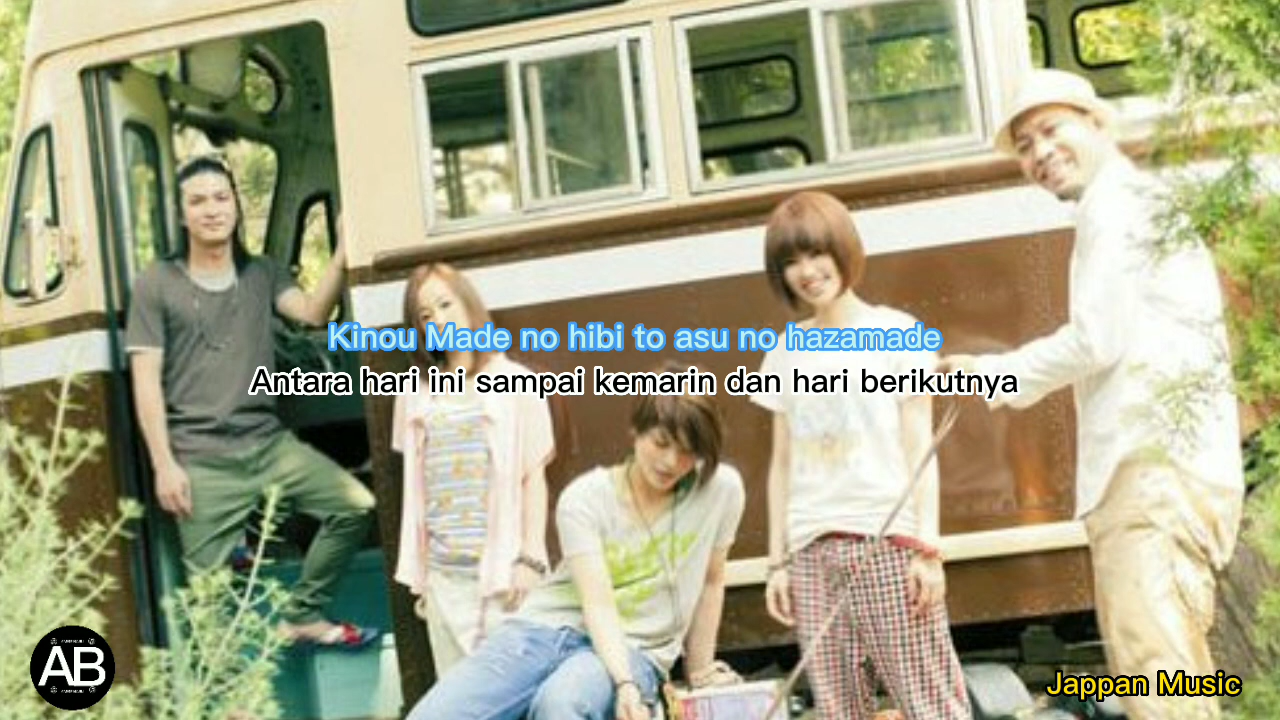 Kinou Made no hibi to asu no hazamade
Antara hari ini sampai kemarin dan hari berikutnya
AB
Jappan Music